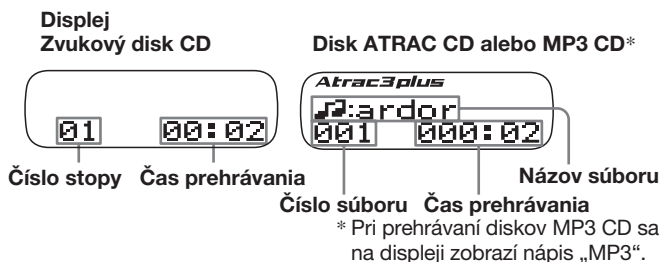 Displej
Zvukový disk CD
Disk ATRAC CD alebo MP3 CD*
Atrac3plus
:ardor
01 00:02
001 000:02
Číslo stopy Čas prehrávania
Názov súboru
Číslo súboru Čas prehrávania
* Pri prehrávaní diskov MP3 CD sa
na displeji zobrazí nápis „MP3“.